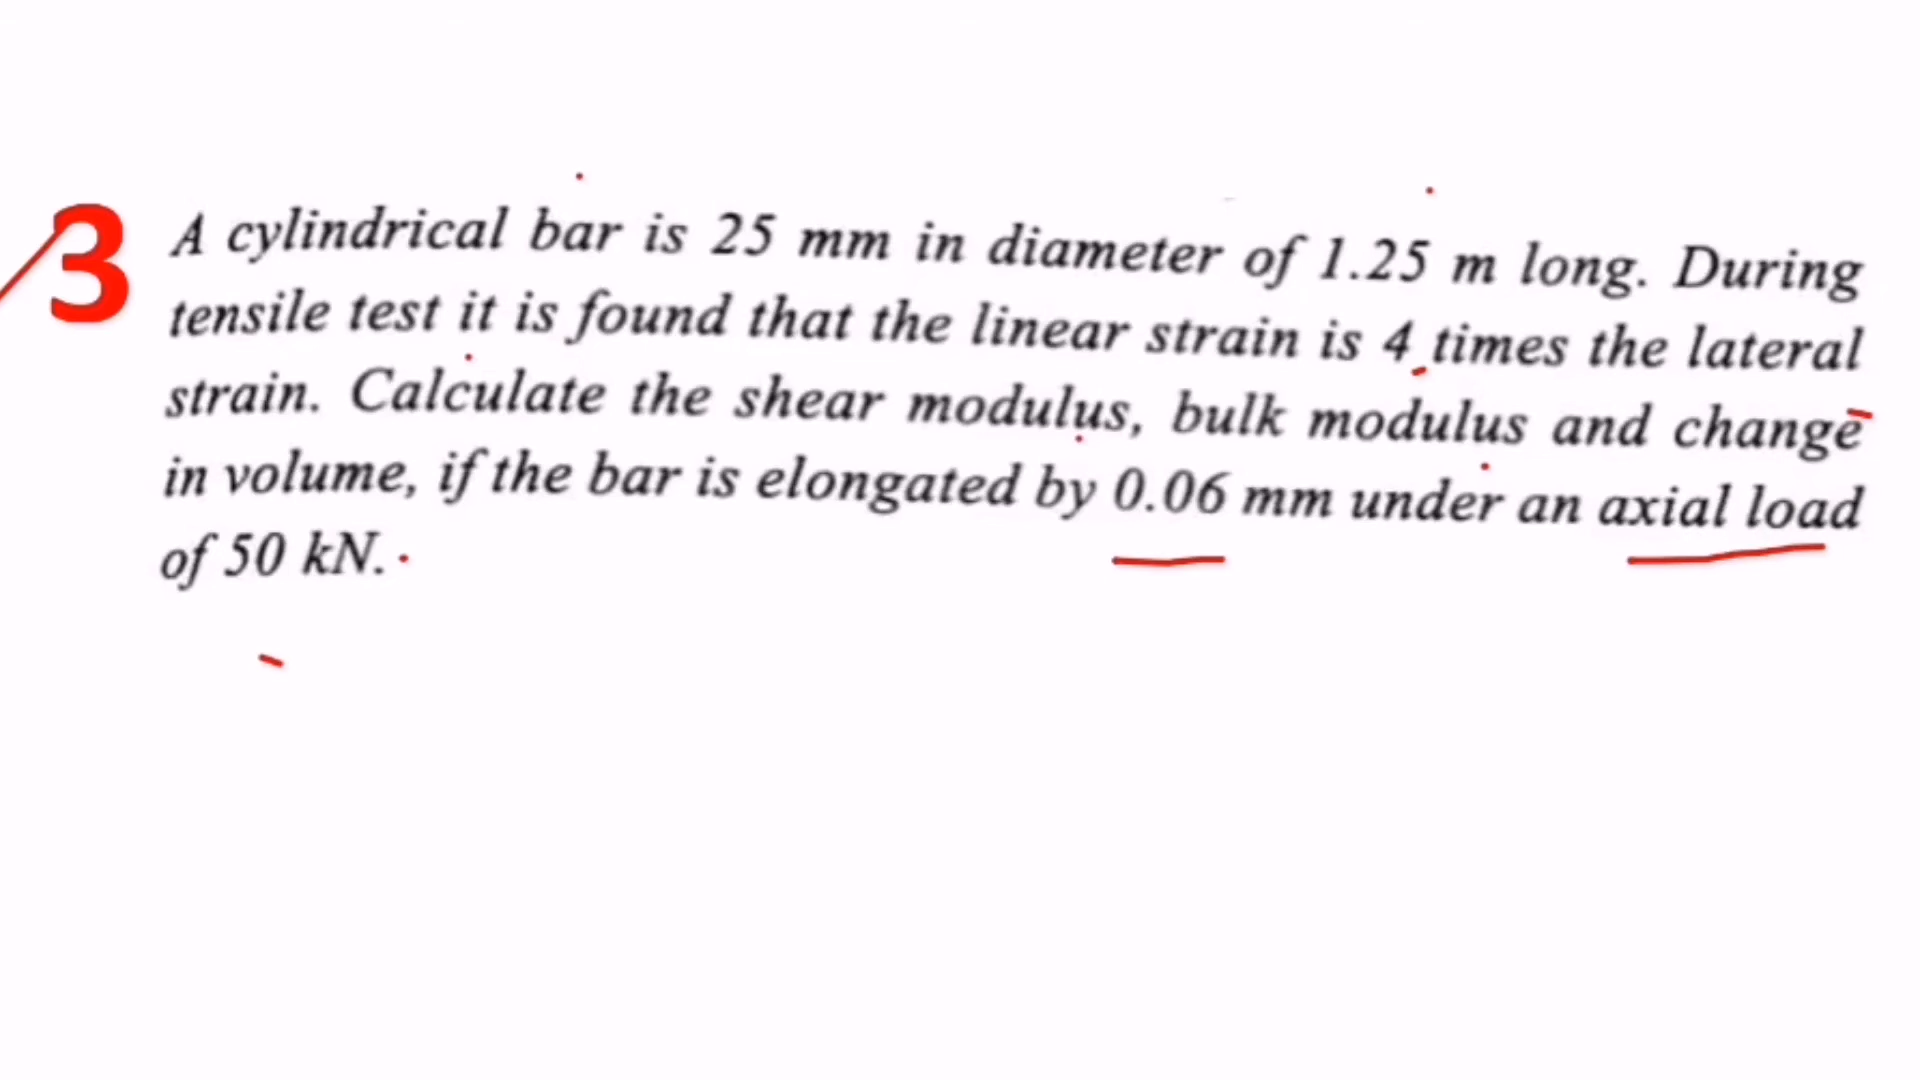 3 A cylindrical bar is 25 mm in diameter of 1.25 m long. During
tensile test it is found that the linear strain is 4 times the lateral
strain. Calculate the shear modulus, bulk modulus and change
in volume, if the bar is elongated by 0.06 mm under an axial load
of 50 kN.